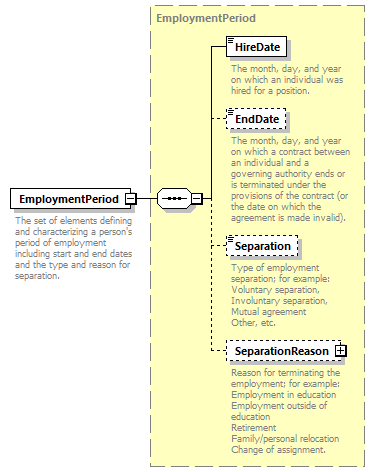 EmploymentPeriod
HireDate
The month, day, and year
on which an individual was
hired for a position.
EndDate
The month, day, and year
on which a contract between
an individual and a
governing authority ends or
is terminated under the
provisions of the contract (or
the date on which the
agreement is made invalid).
EmploymentPeriod
The set of elements defining
and characterizing a person's
period of employment
including start and end dates
and the type and reason for
separation.
Separation
Type of employment
separation; for example:
Voluntary separation,
Involuntary separation,
Mutual agreement
Other, etc.
SeparationReason
Reason for terminating the
employment; for example:
Employment in education
Employment outside of
education
Retirement
Family/personal relocation
Change of assignment.